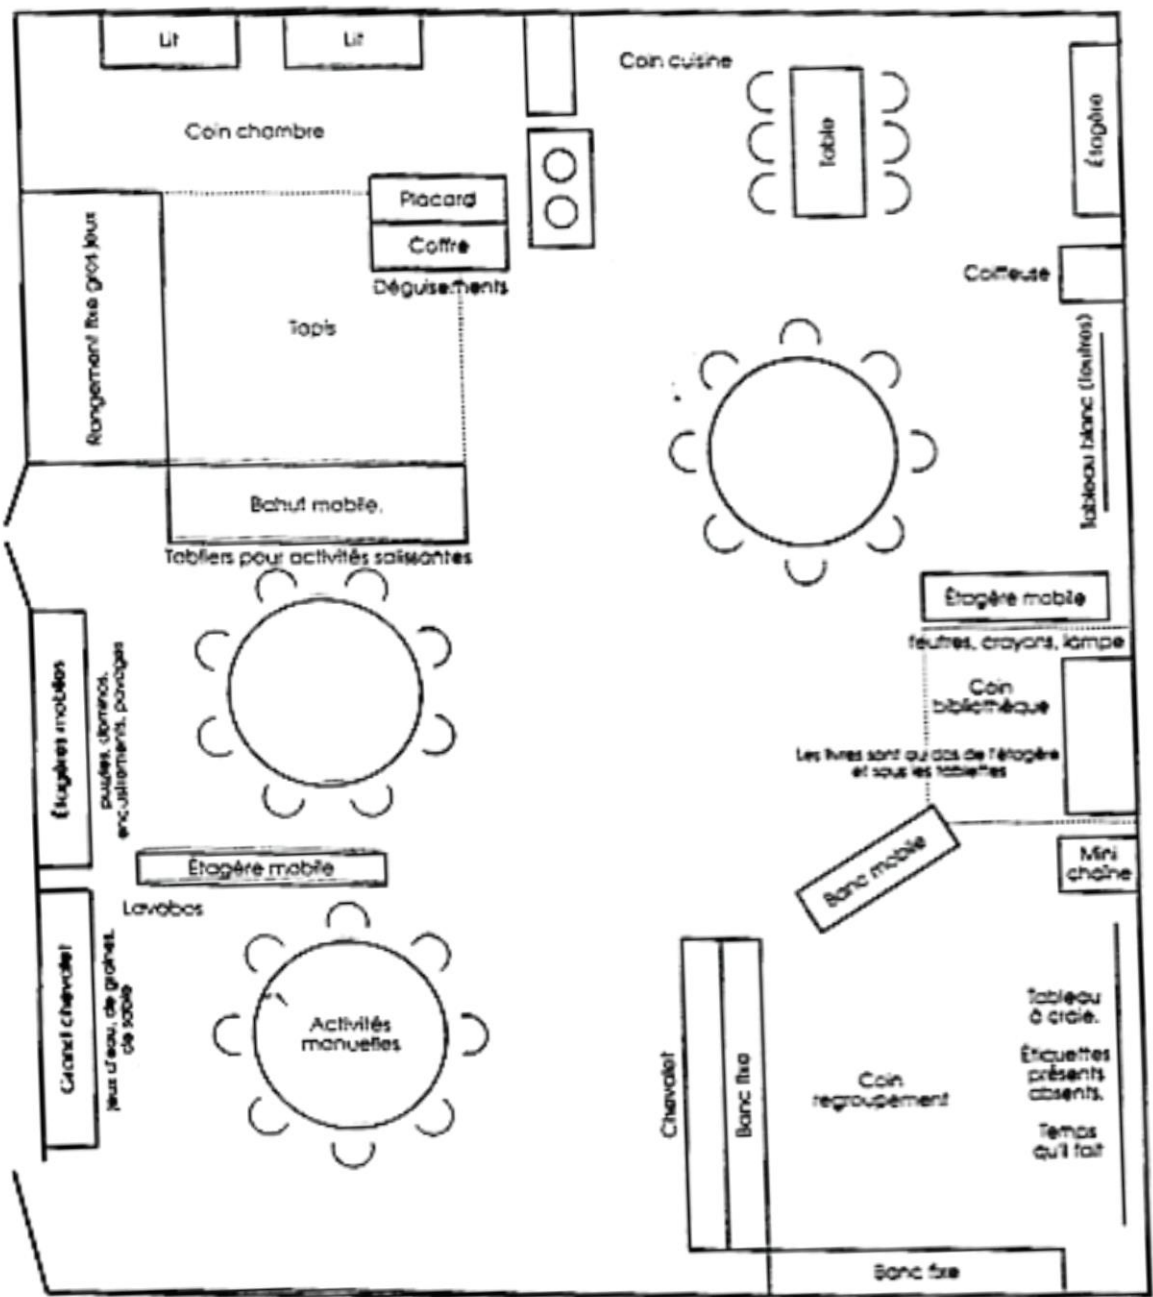 Lit
Lit
Coin chambre
Placard
Coffre
Déguisements
Rangement fixe gros jeux
Tapis
Bahut mobile.
Tabliers pour activités salissantes
Coin cuisine
Table
Étagère
Coiffeuse
Tableau blanc (feutres)
Étagère mobile
feutres, crayons, lampe
Coin
bibliothèque
Les livres sont au dos de l'étagère
et sous les tablettes
Banc mobile
Mini
chaîne
Étagères mobiles
puzzles, dominos,
encastrements, pavages
Étagère mobile
Lavabos
Grand chevalet
jeux d'eau, de graines,
de sable
Activités
manuelles
Chevalet
Banc fixe
Coin
regroupement
Tableau
à craie.
Étiquettes
présents
absents.
Temps
qu'il fait
Banc fixe